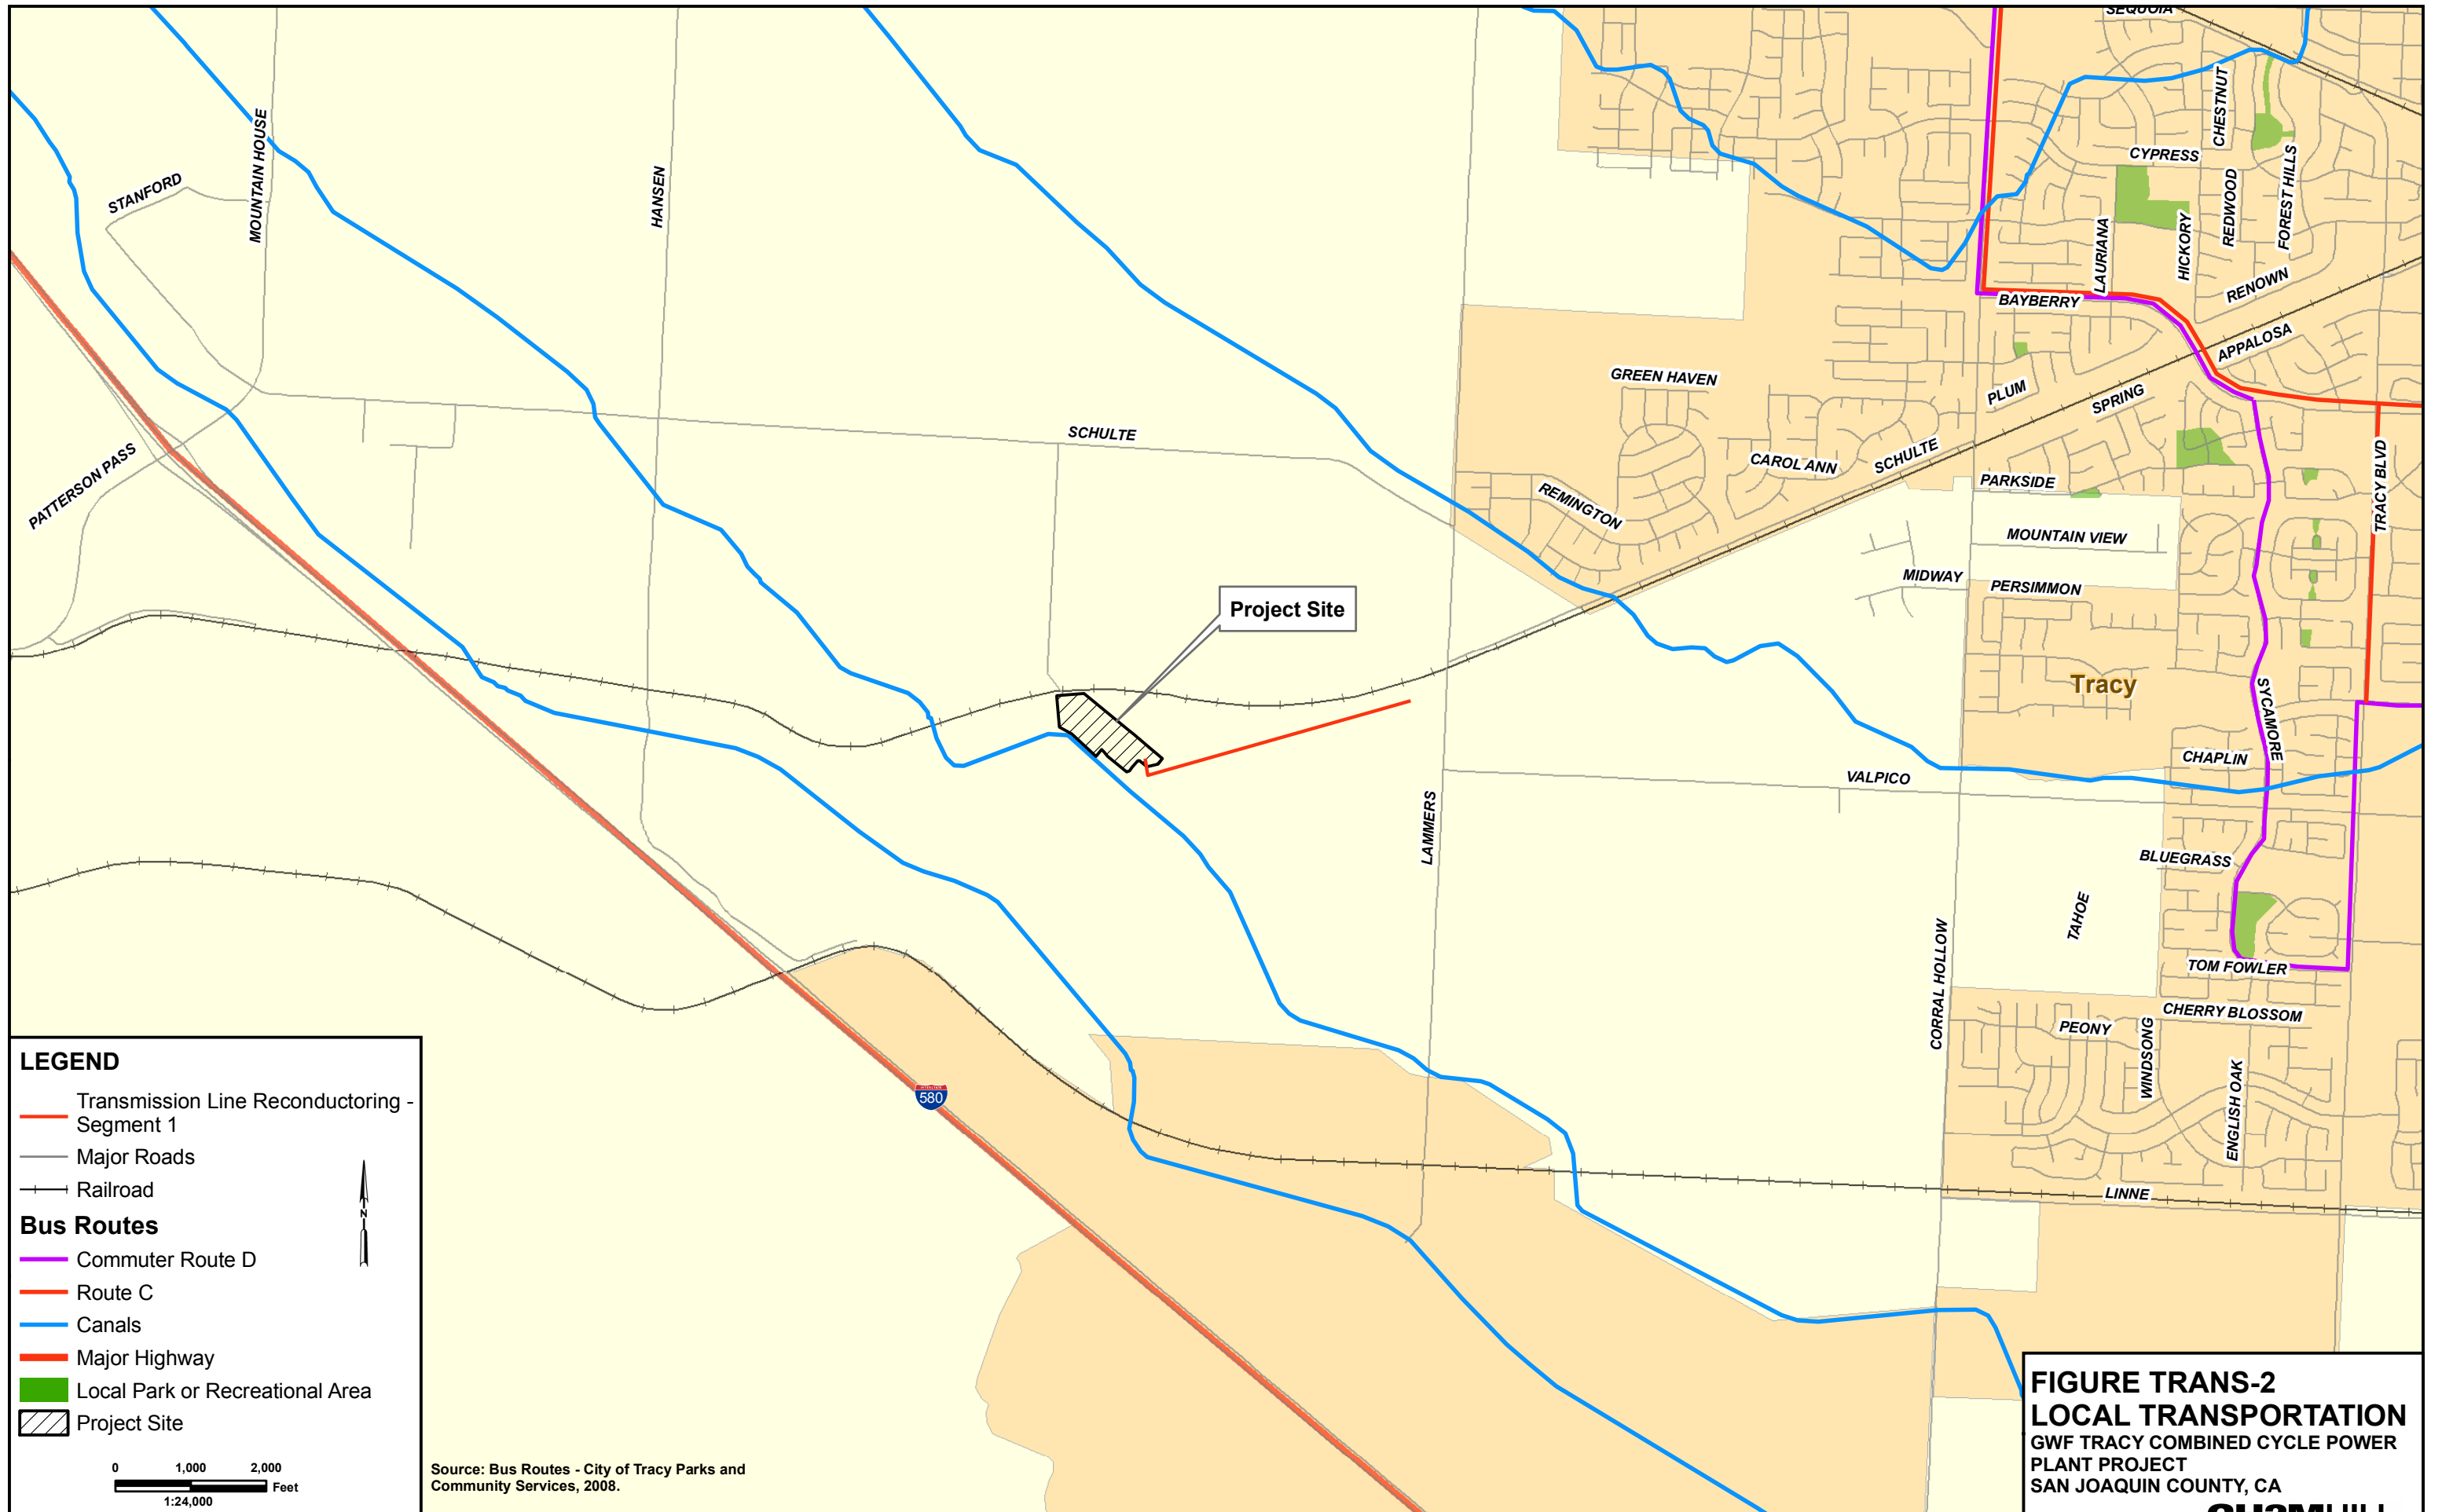 SEQUOIA
CHESTNUT
MOUNTAIN HOUSE
CYPRESS
STANFORD
HANSEN
REDWOOD
FOREST HILLS
LAURIANA
HICKORY
RENOWN
BAYBERRY
APPALOSA
GREEN HAVEN
PLUM
SPRING
SCHULTE
CAROL ANN
SCHULTE
TRACY BLVD
PATTERSON PASS
REMINGTON
PARKSIDE
MOUNTAIN VIEW
MIDWAY
PERSIMMON
Project Site
Tracy
SYCAMORE
CHAPLIN
VALPICO
LAMMERS
BLUEGRASS
TAHOE
CORRAL HOLLOW
TOM FOWLER
CHERRY BLOSSOM
PEONY
WINDSONG
ENGLISH OAK
LINNE
580
LEGEND
Transmission Line Reconductoring -
Segment 1
Major Roads
Railroad
N
Bus Routes
Commuter Route D
Route C
Canals
Major Highway
Local Park or Recreational Area
Project Site
0 1,000 2,000
Feet
1:24,000
Source: Bus Routes - City of Tracy Parks and
Community Services, 2008.
FIGURE TRANS-2
LOCAL TRANSPORTATION
GWF TRACY COMBINED CYCLE POWER
PLANT PROJECT
SAN JOAQUIN COUNTY, CA
CH2MHILL